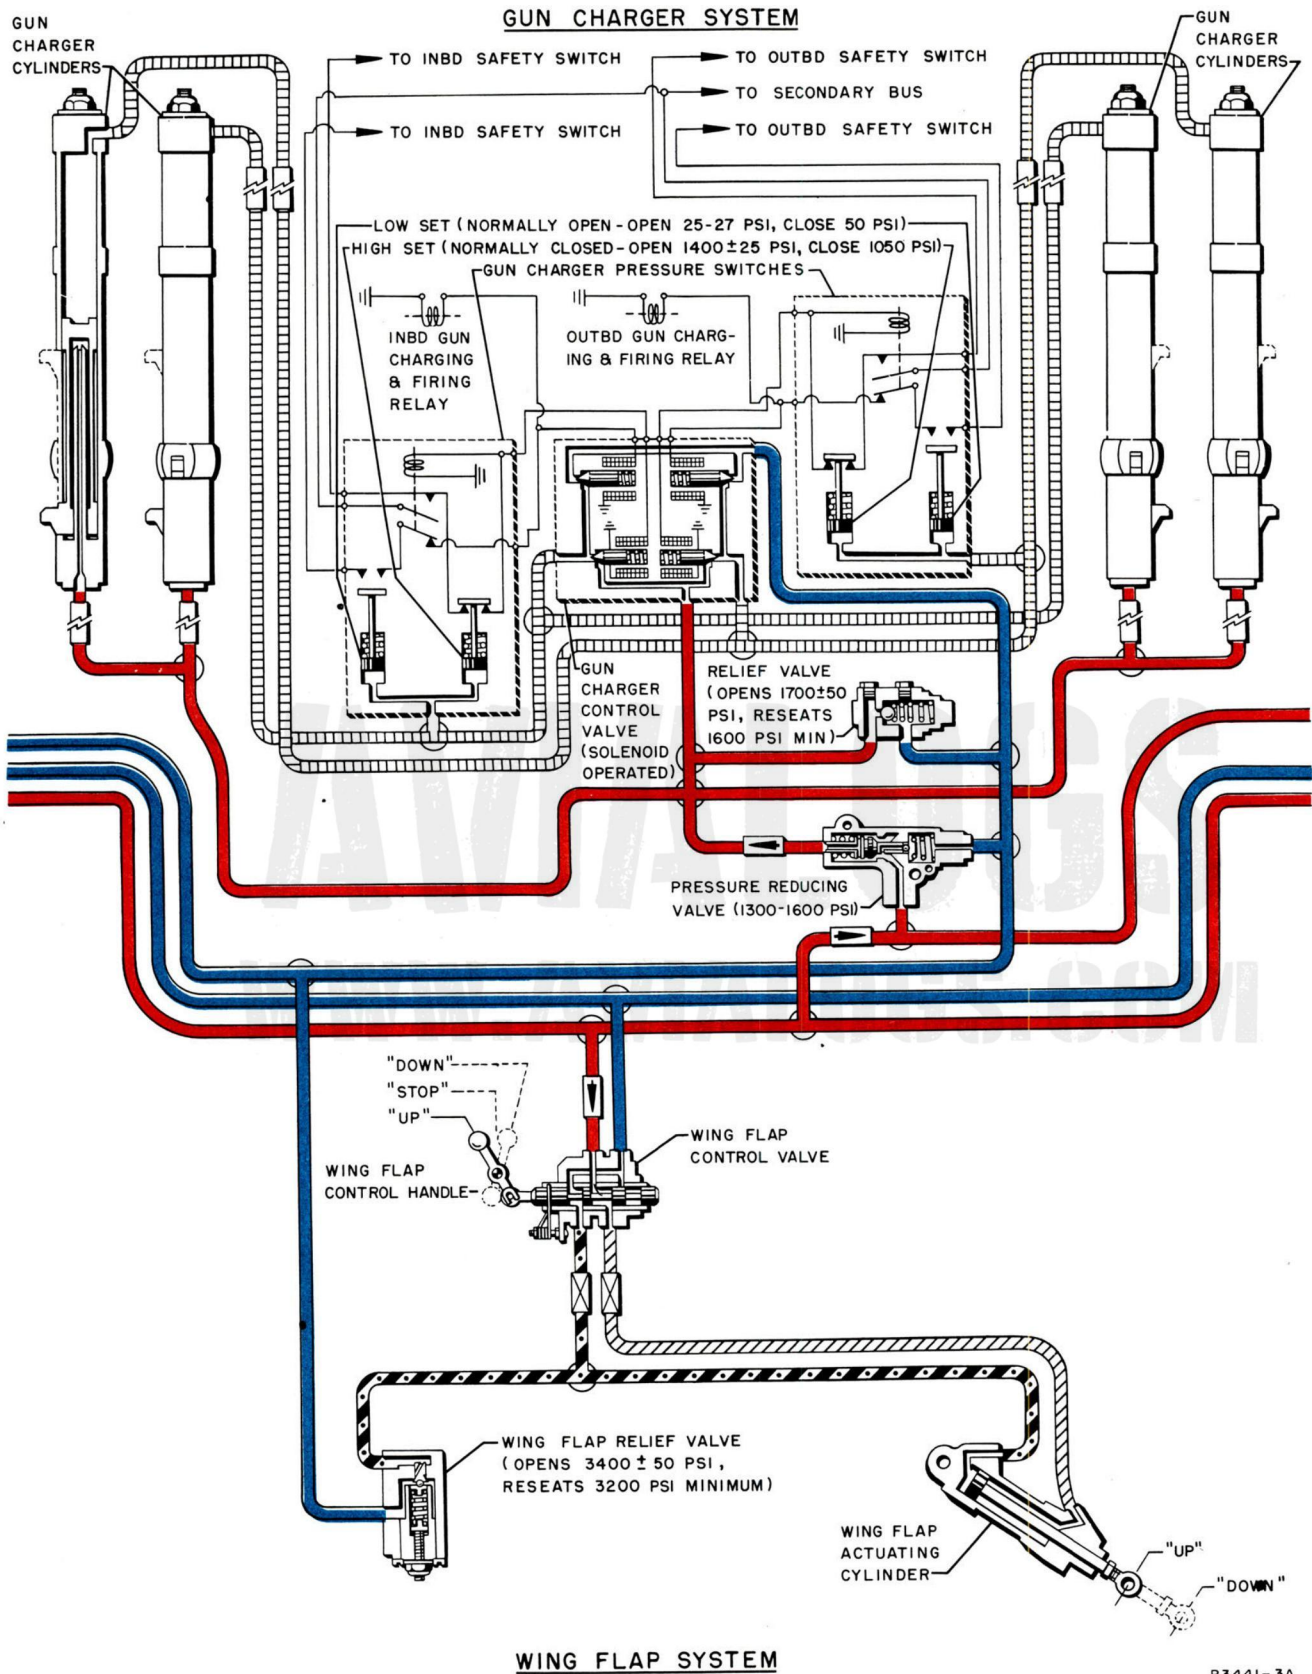 GUN CHARGER SYSTEM
GUN
CHARGER
CYLINDERS
TO INBD SAFETY SWITCH
TO OUTBD SAFETY SWITCH
TO SECONDARY BUS
TO INBD SAFETY SWITCH
TO OUTBD SAFETY SWITCH
GUN
CHARGER
CYLINDERS
LOW SET (NORMALLY OPEN-OPEN 25-27 PSI, CLOSE 50 PSI)
HIGH SET (NORMALLY CLOSED-OPEN 1400±25 PSI, CLOSE 1050 PSI)
GUN CHARGER PRESSURE SWITCHES
INBD GUN
CHARGING
& FIRING
RELAY
OUTBD GUN CHARG-
ING & FIRING RELAY
GUN
CHARGER
CONTROL
VALVE
(SOLENOID
OPERATED)
RELIEF VALVE
(OPENS 1700±50
PSI, RESEATS
1600 PSI MIN)
PRESSURE REDUCING
VALVE (1300-1600 PSI)
AVIALOGS
WWW.AVIALOGS.COM
"DOWN"
"STOP"
"UP"
WING FLAP
CONTROL HANDLE
WING FLAP
CONTROL VALVE
WING FLAP RELIEF VALVE
(OPENS 3400 ± 50 PSI,
RESEATS 3200 PSI MINIMUM)
WING FLAP
ACTUATING
CYLINDER
"UP"
"DOWN"
WING FLAP SYSTEM